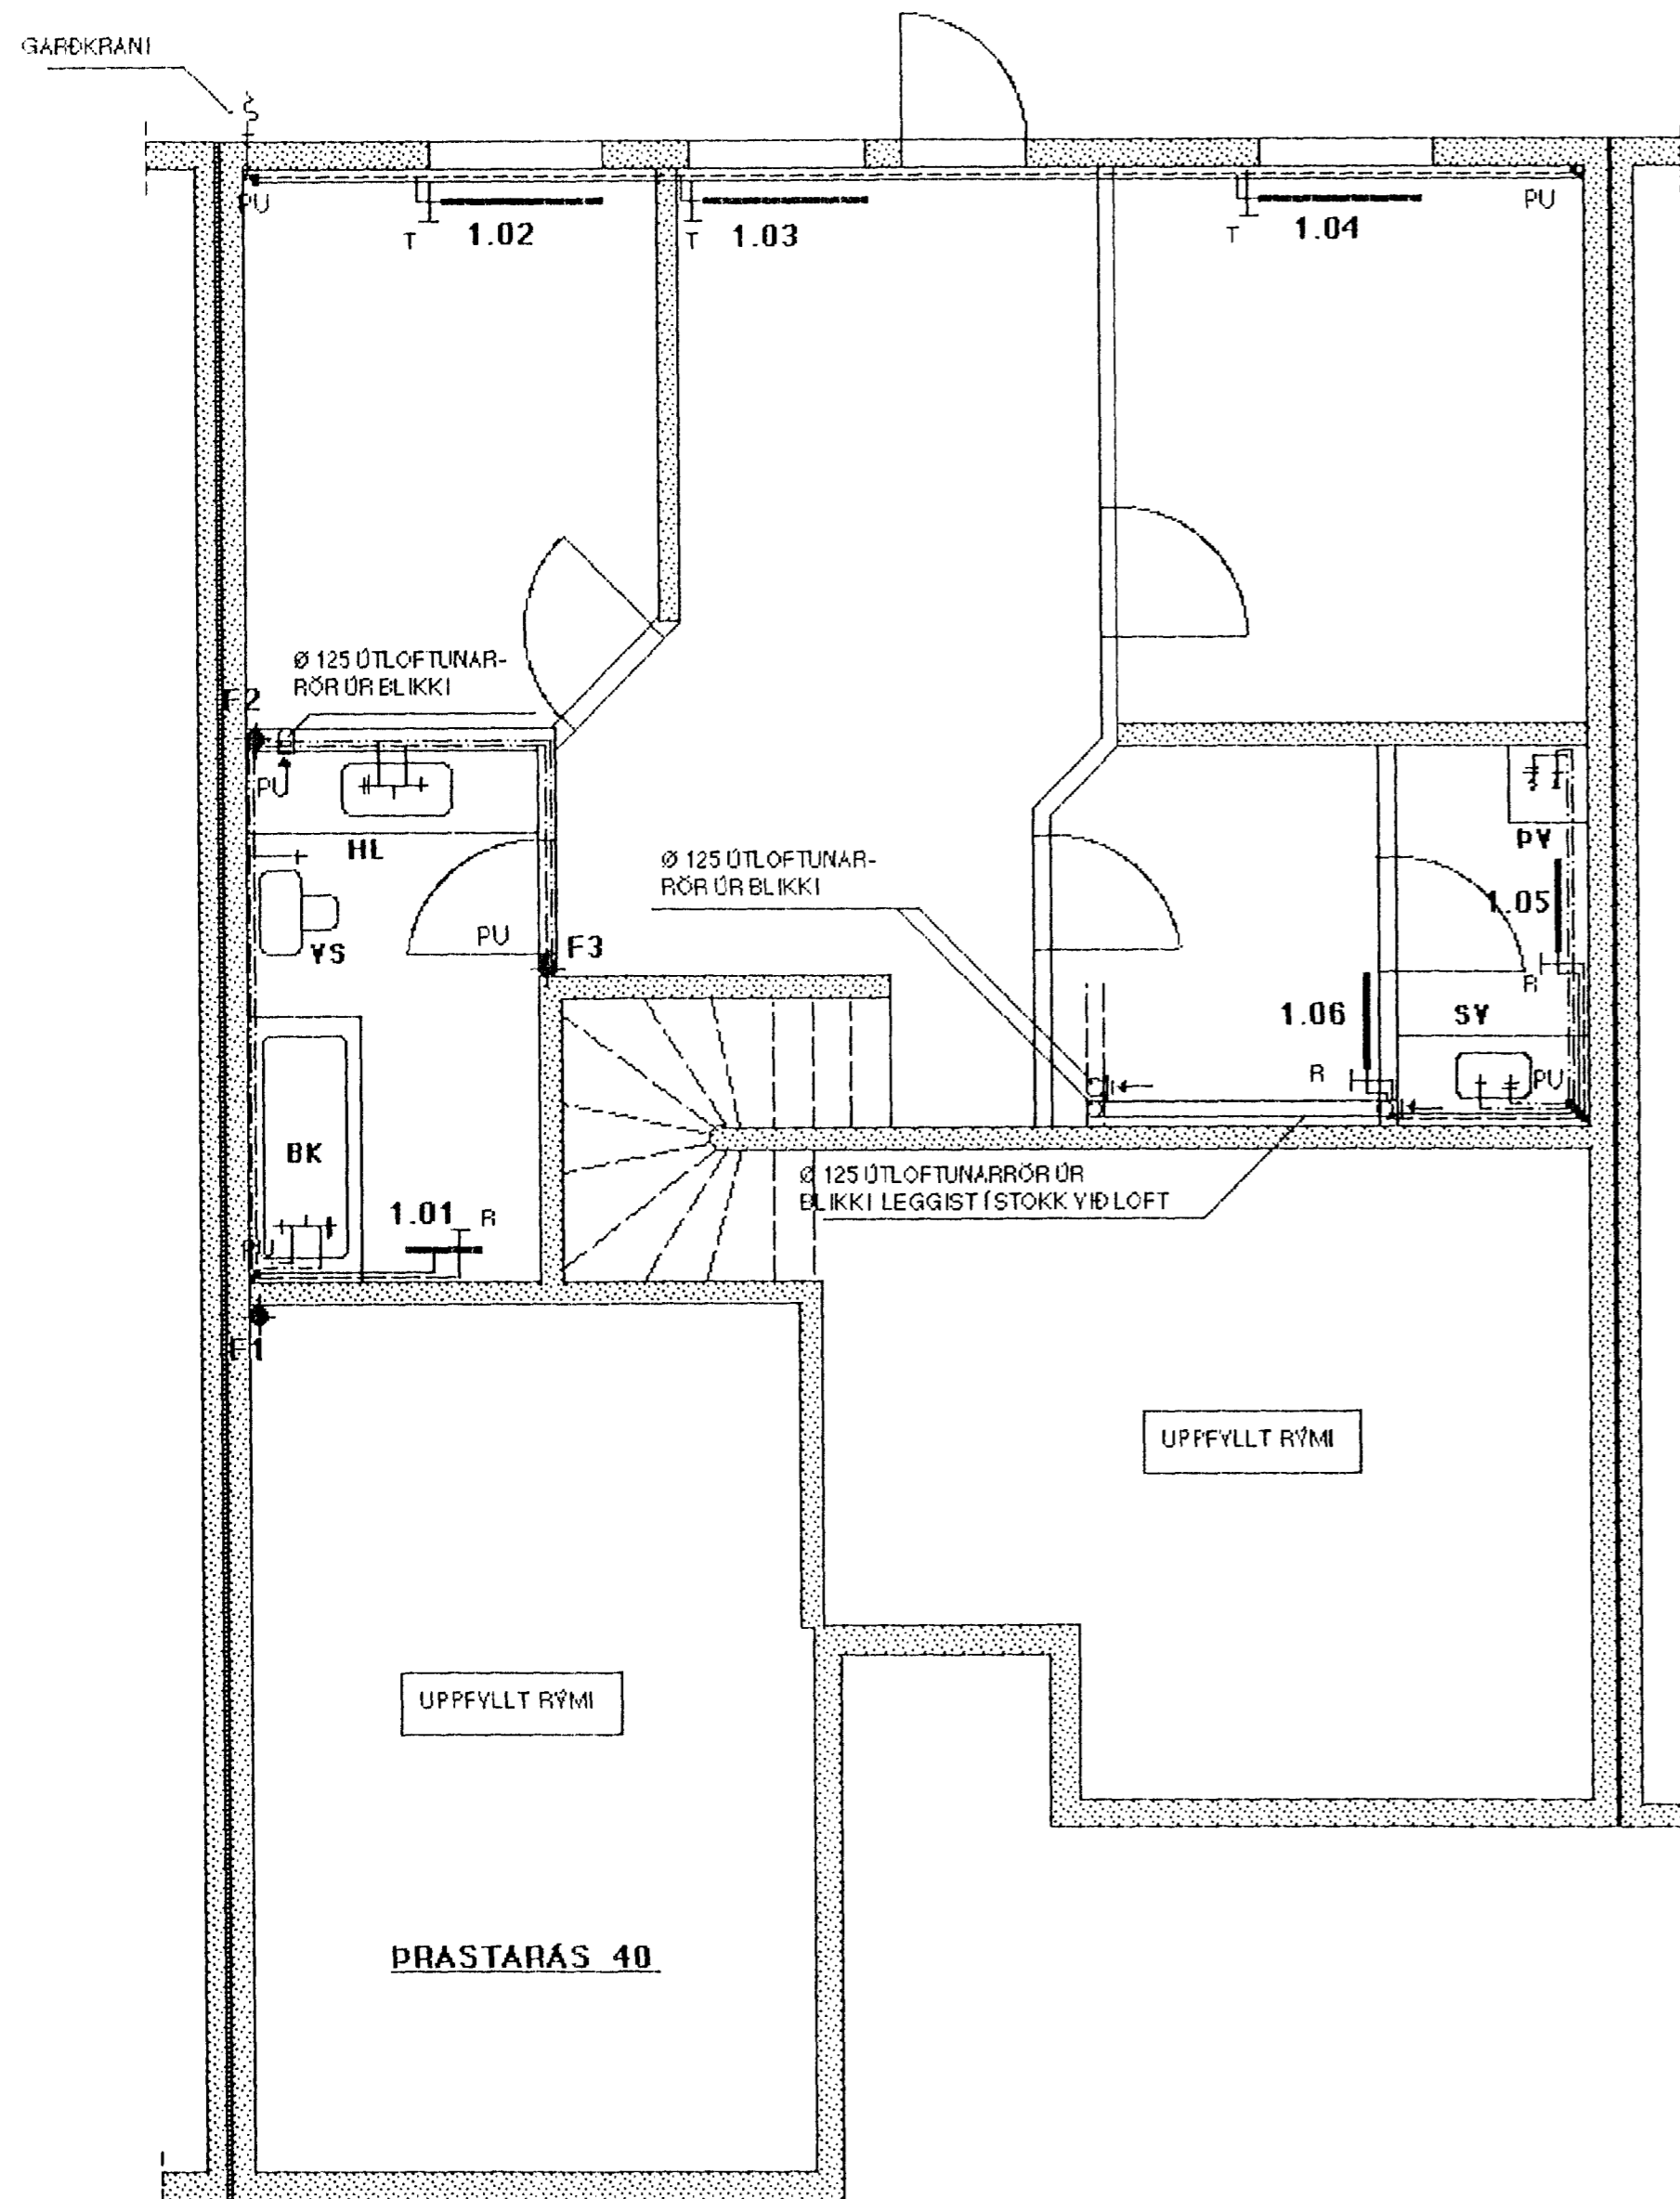 GARÐKRANI
PU
T
1.02
T
1.03
T
1.04
PU
Ø 125 ÚTLOFTUNAR-
RÖR ÚR BLIKKI
F2
PU
HL
VS
PU
F3
Ø 125 ÚTLOFTUNAR-
RÖR ÚR BLIKKI
ÞV
1.05
R
SV
1.06
R
PU
BK
1.01
R
Ø 125 ÚTLOFTUNARRÖR ÚR
BLIKKI LEGGIST Í STOKK VIÐ LOFT
F1
UPPFYLLT RÝMI
UPPFYLLT RÝMI
ÞRASTARÁS 40